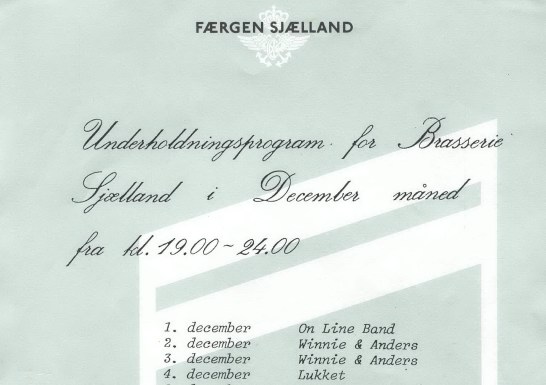 FÆRGEN SJÆLLAND
Underholdningsprogram for Brasserie
Sjælland i December måned
fra kl. 19.00 ~ 24.00
1. december On Line Band
2. december Winnie & Anders
3. december Winnie & Anders
4. december Lukket